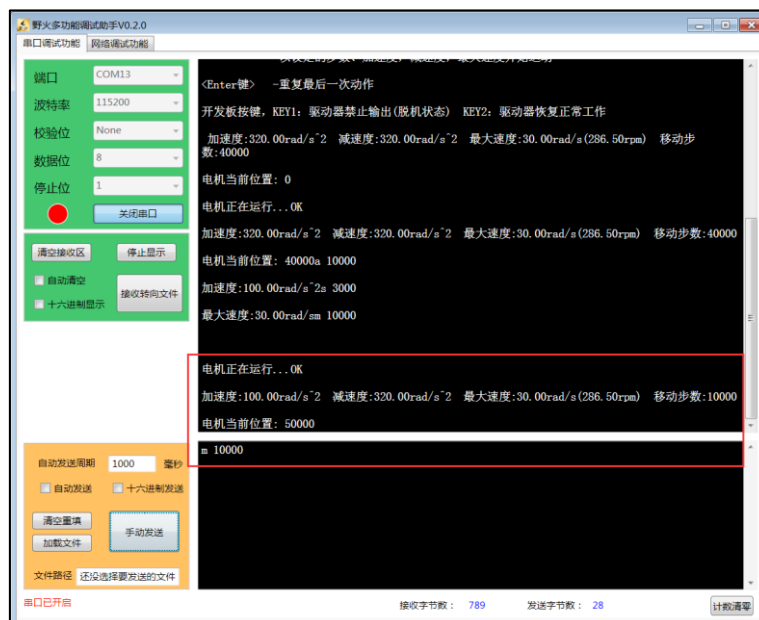 野火多功能调试助手V0.2.0
串口调试功能 网络调试功能
端口 COM13
波特率 115200
校验位 None
数据位 8
停止位 1
关闭串口
清空接收区 停止显示
自动清空
十六进制显示
接收转向文件
<Enter键> -重复最后一次动作
开发板按键, KEY1: 驱动器禁止输出(脱机状态) KEY2: 驱动器恢复正常工作
加速度:320.00rad/s^2 减速度:320.00rad/s^2 最大速度:30.00rad/s(286.50rpm) 移动步
数:40000
电机当前位置: 0
电机正在运行...OK
加速度:320.00rad/s^2 减速度:320.00rad/s^2 最大速度:30.00rad/s(286.50rpm) 移动步数:40000
电机当前位置: 40000a 10000
加速度:100.00rad/s^2s 3000
最大速度:30.00rad/sm 10000
电机正在运行...OK
加速度:100.00rad/s^2 减速度:320.00rad/s^2 最大速度:30.00rad/s(286.50rpm) 移动步数:10000
电机当前位置: 50000
m 10000
自动发送周期 1000 毫秒
自动发送 十六进制发送
清空重填
加载文件
手动发送
文件路径 还没选择要发送的文件
串口已开启 接收字节数: 789 发送字节数: 28 计数清零